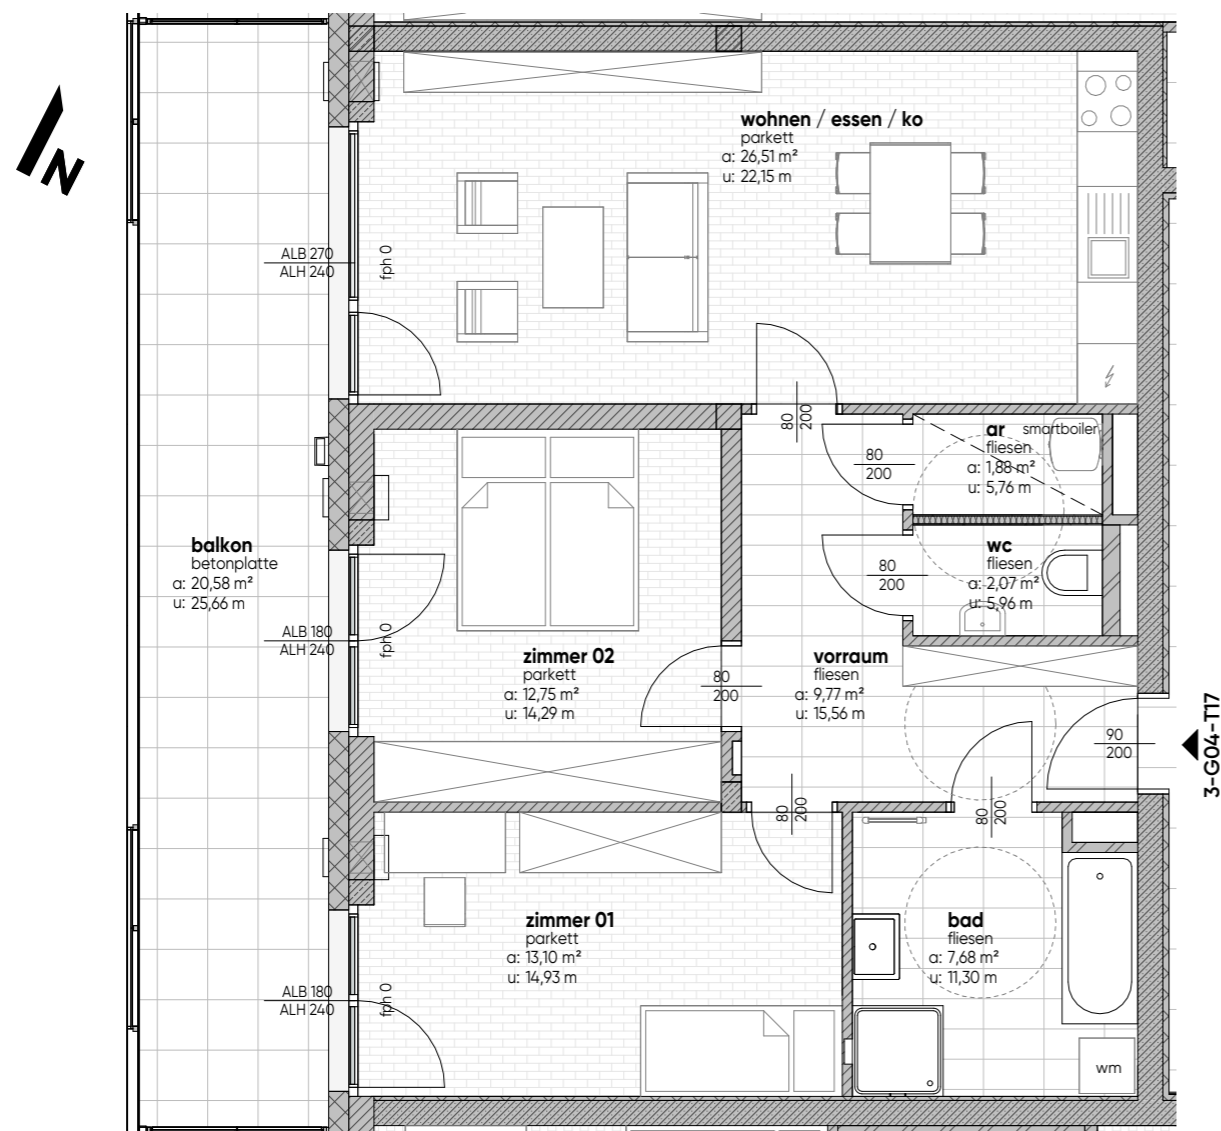 N
wohnen / essen / ko
parkett
a: 26,51 m²
u: 22,15 m
ALB 270
ALH 240
fph 0
80
200
ar
smartboiler
fliesen
a: 1,88 m²
u: 5,76 m
80
200
balkon
betonplatte
a: 20,58 m²
u: 25,66 m
wc
fliesen
a: 2,07 m²
u: 5,96 m
80
200
ALB 180
ALH 240
fph 0
zimmer 02
parkett
a: 12,75 m²
u: 14,29 m
80
200
vorraum
fliesen
a: 9,77 m²
u: 15,56 m
90
200
3-G04-T17
80
200
80
200
zimmer 01
parkett
a: 13,10 m²
u: 14,93 m
bad
fliesen
a: 7,68 m²
u: 11,30 m
ALB 180
ALH 240
fph 0
wm